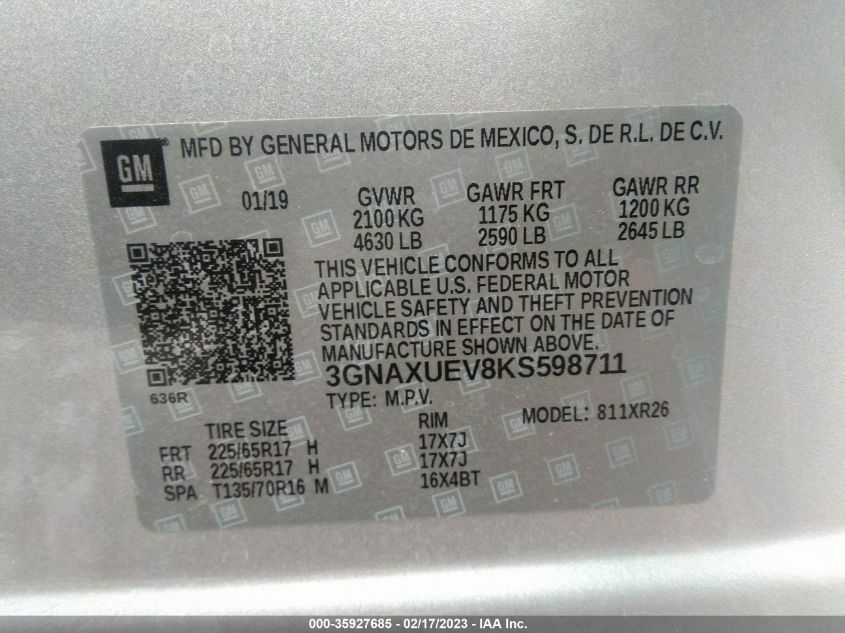 GM
MFD BY GENERAL MOTORS DE MEXICO, S. DE R.L. DE C.V.
01/19
GVWR GAWR FRT GAWR RR
2100 KG 1175 KG 1200 KG
4630 LB 2590 LB 2645 LB
THIS VEHICLE CONFORMS TO ALL
APPLICABLE U.S. FEDERAL MOTOR
VEHICLE SAFETY AND THEFT PREVENTION
STANDARDS IN EFFECT ON THE DATE OF
MANUFACTURE SHOWN ABOVE.
3GNAXUEV8KS598711
636R
TYPE: M.P.V. MODEL: 811XR26
TIRE SIZE RIM
FRT 225/65R17 H 17X7J
RR 225/65R17 H 17X7J
SPA T135/70R16 M 16X4BT
000-35927685 - 02/17/2023 - IAA Inc.